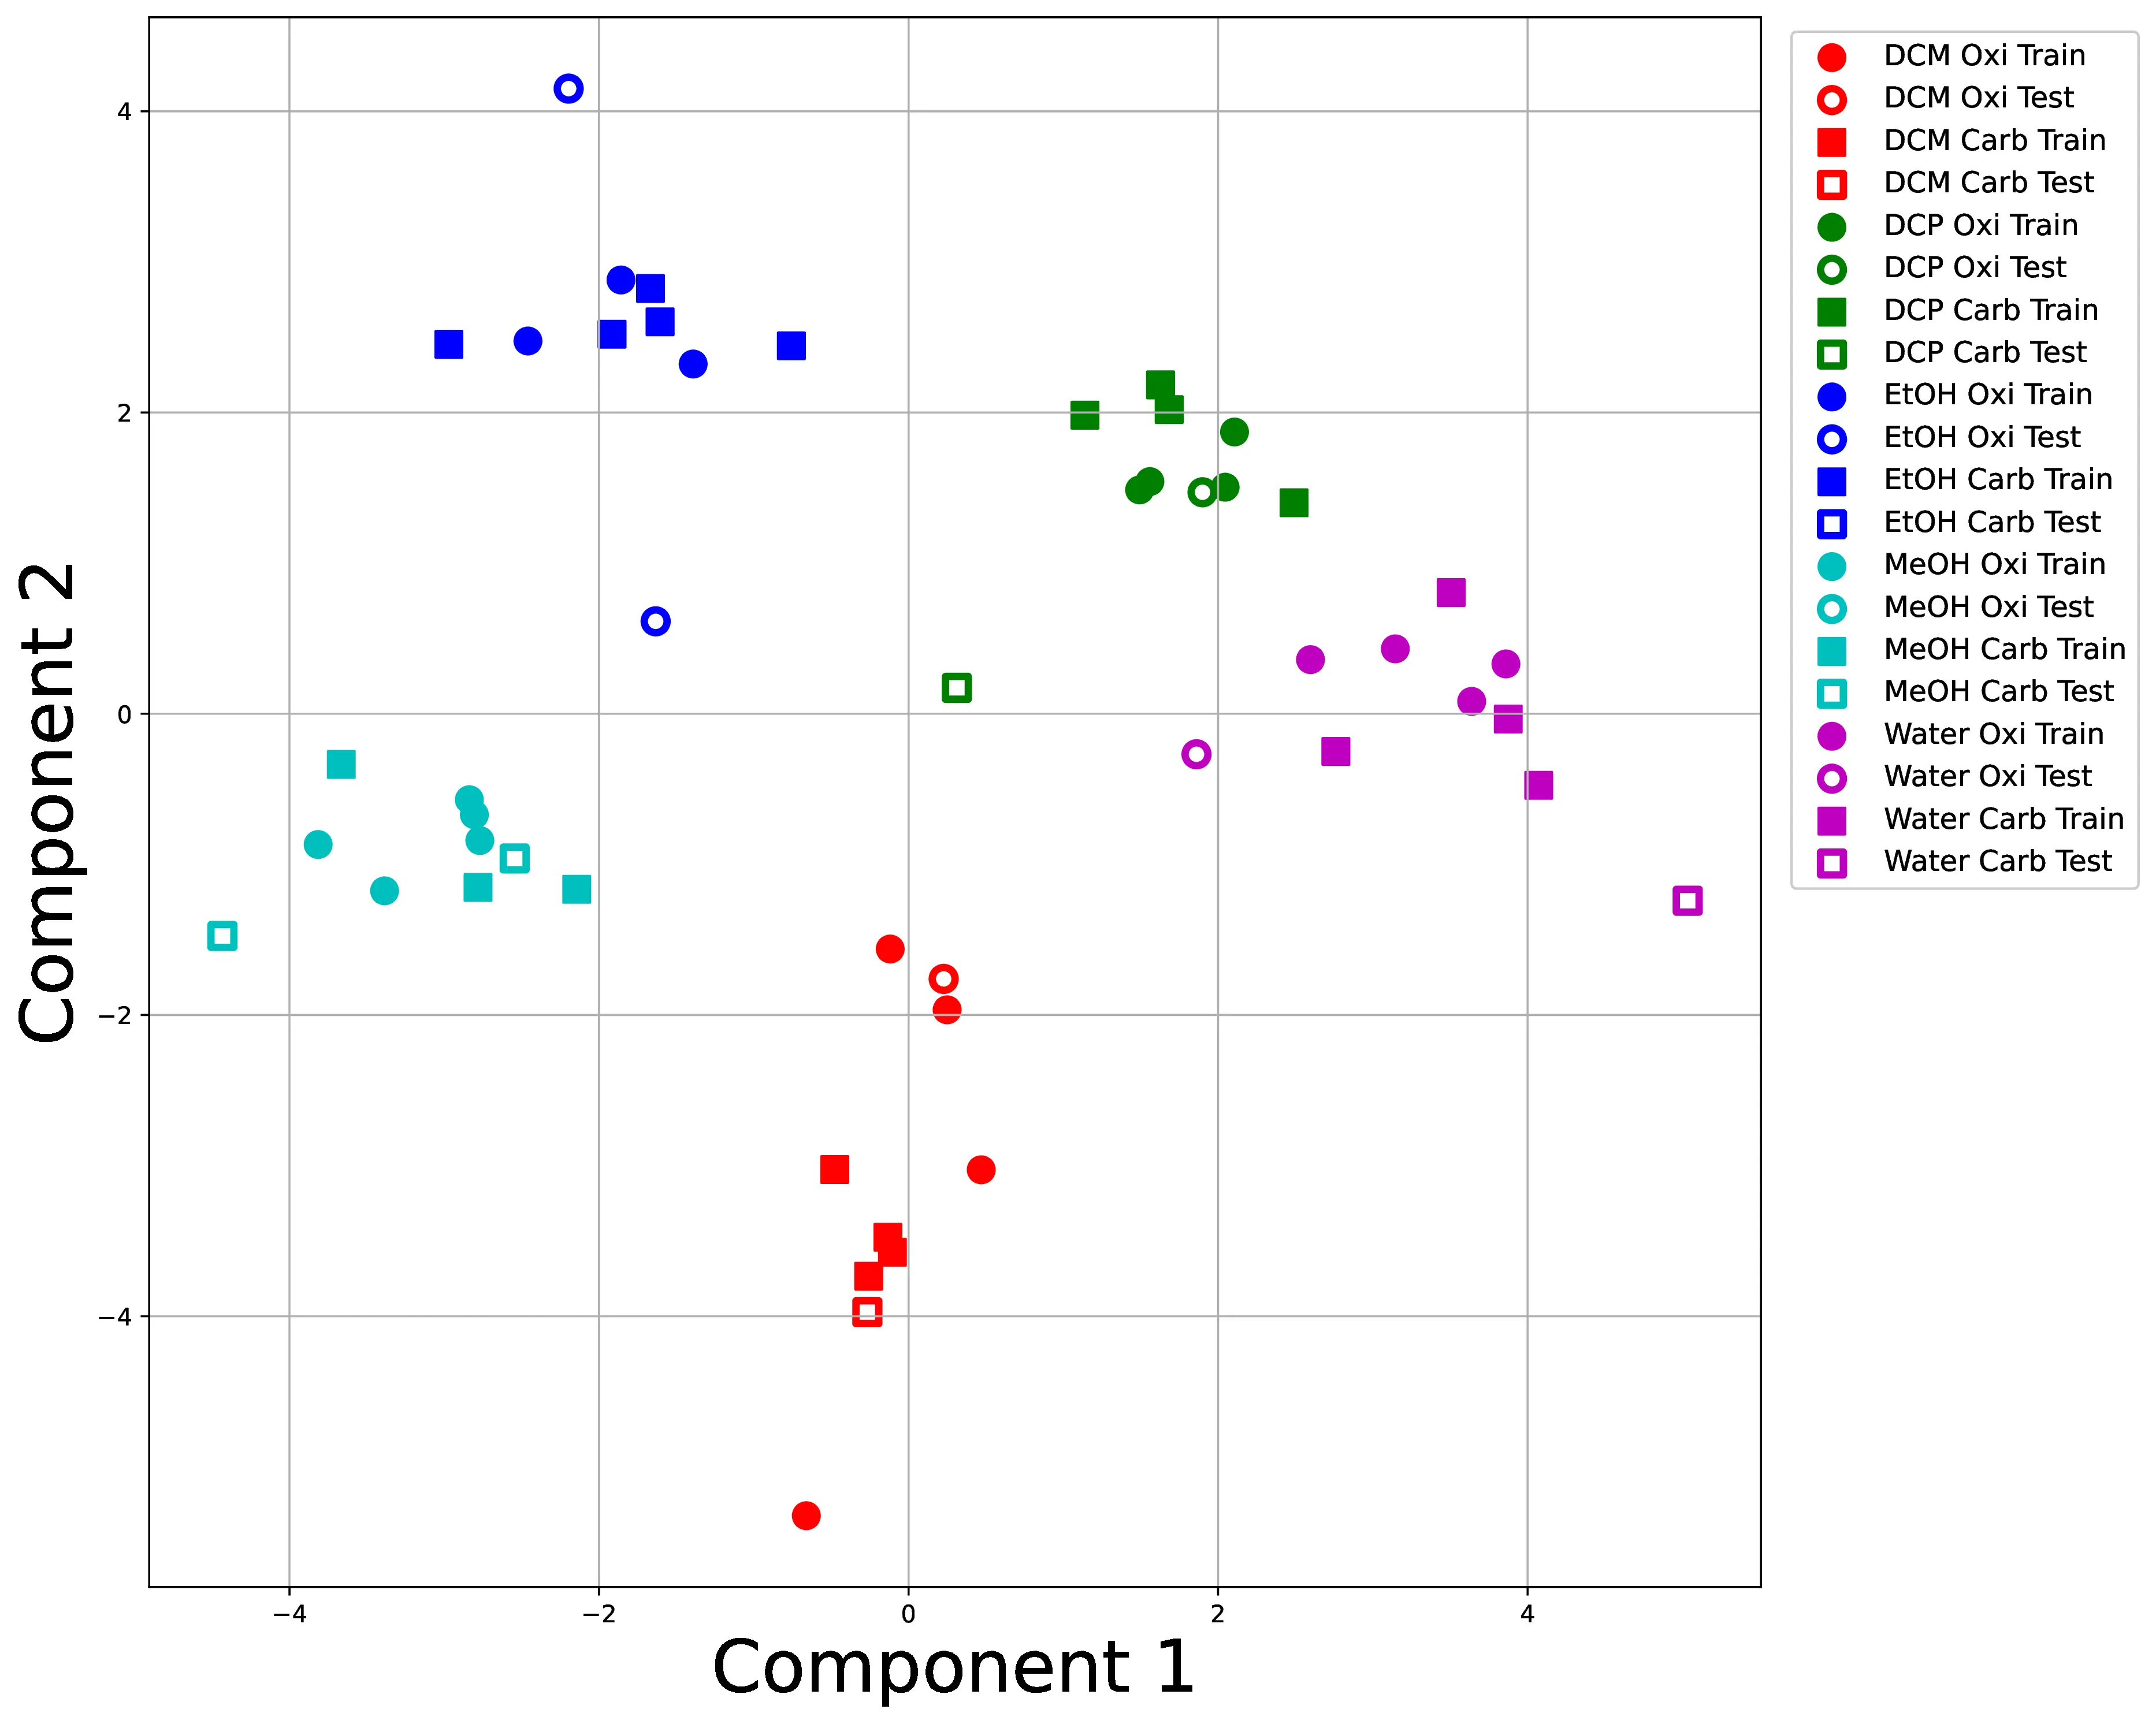 DCM Oxi Train
DCM Oxi Test
DCM Carb Train
DCM Carb Test
DCP Oxi Train
DCP Oxi Test
DCP Carb Train
DCP Carb Test
EtOH Oxi Train
EtOH Oxi Test
EtOH Carb Train
EtOH Carb Test
MeOH Oxi Train
MeOH Oxi Test
MeOH Carb Train
MeOH Carb Test
Water Oxi Train
Water Oxi Test
Water Carb Train
Water Carb Test
4
2
0
−2
−4
Component 2
−4
−2
0
2
4
Component 1